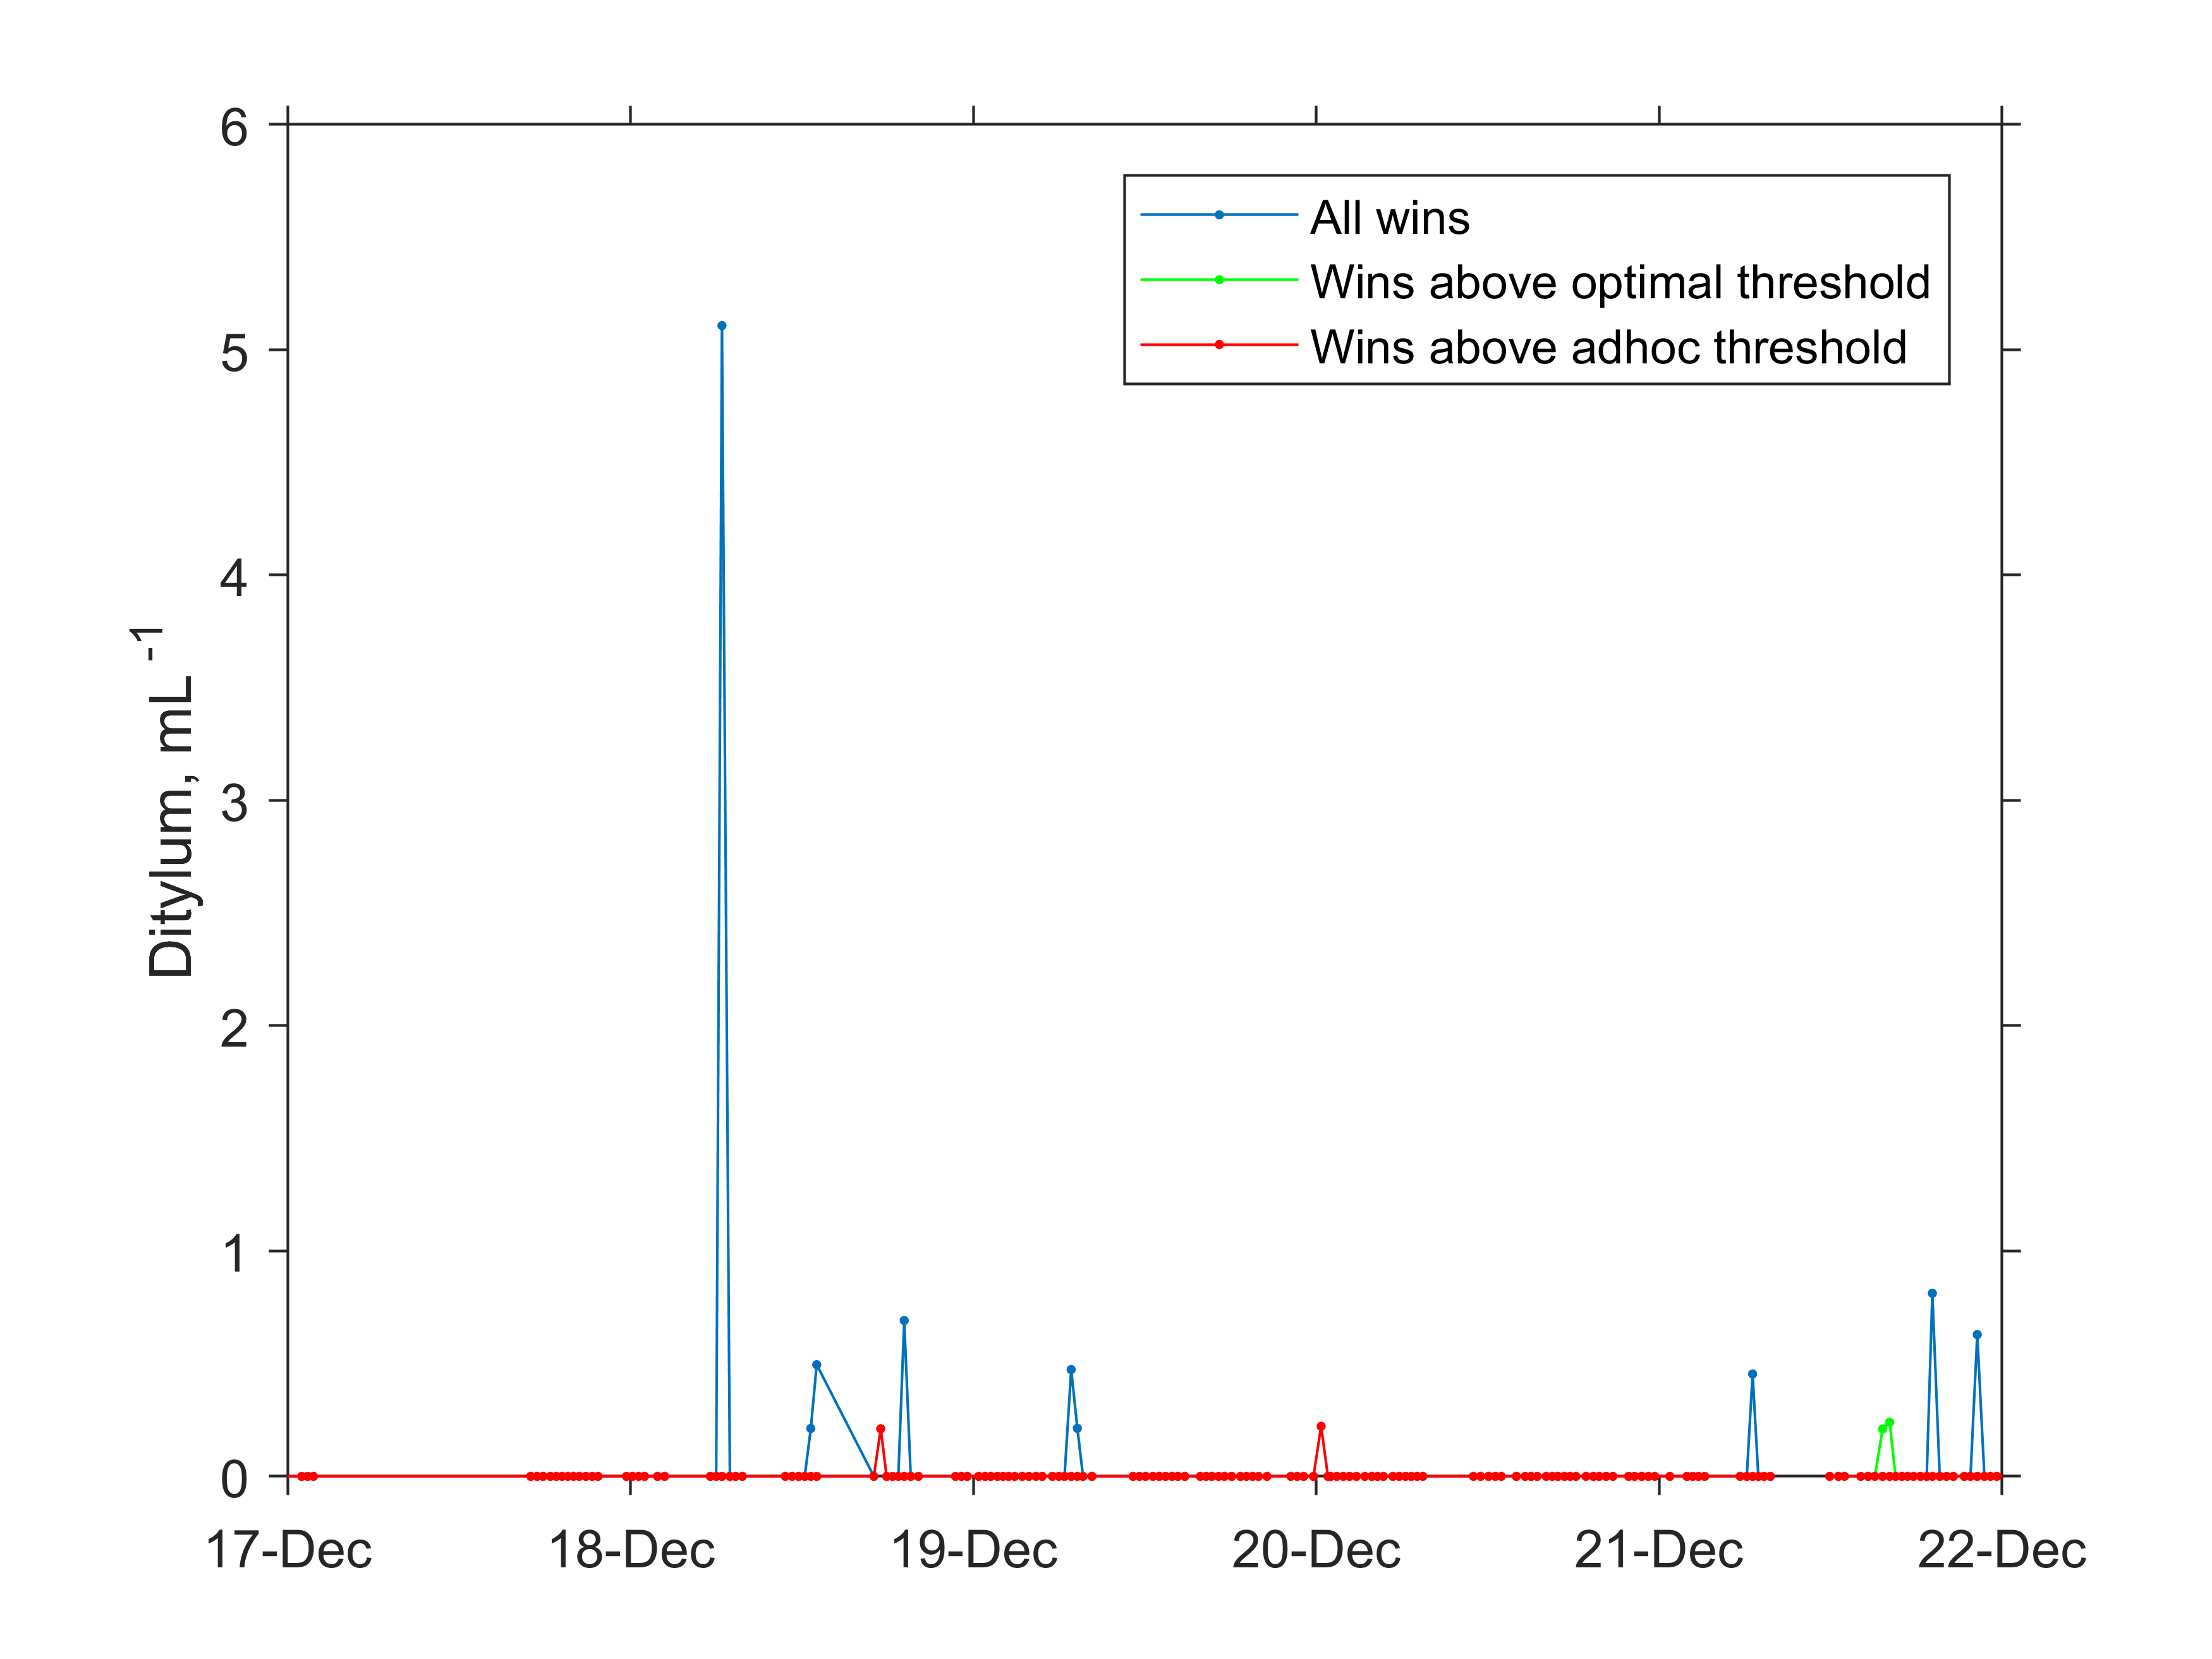 6
5
4
3
2
1
0
Ditylum, mL⁻¹
All wins
Wins above optimal threshold
Wins above adhoc threshold
17-Dec
18-Dec
19-Dec
20-Dec
21-Dec
22-Dec